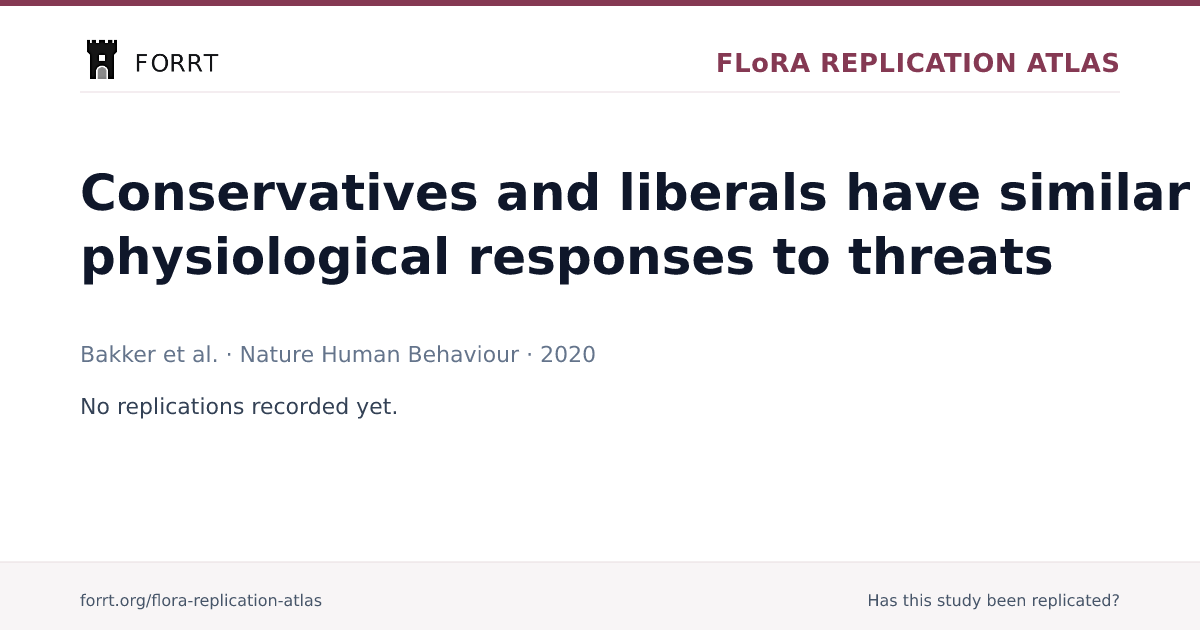 FORRT
FLoRA REPLICATION ATLAS
Conservatives and liberals have similar
physiological responses to threats
Bakker et al. · Nature Human Behaviour · 2020
No replications recorded yet.
forrt.org/flora-replication-atlas
Has this study been replicated?